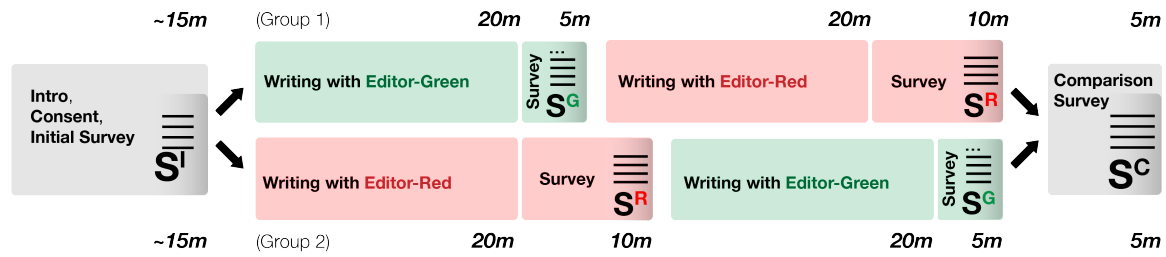 ~15m (Group 1) 20m 5m 20m 10m 5m
Intro,
Consent,
Initial Survey
S^I
Writing with Editor-Green
Survey
S^G
Writing with Editor-Red
Survey
S^R
Writing with Editor-Red
Survey
S^R
Writing with Editor-Green
Survey
S^G
Comparison
Survey
S^C
~15m (Group 2) 20m 10m 20m 5m 5m